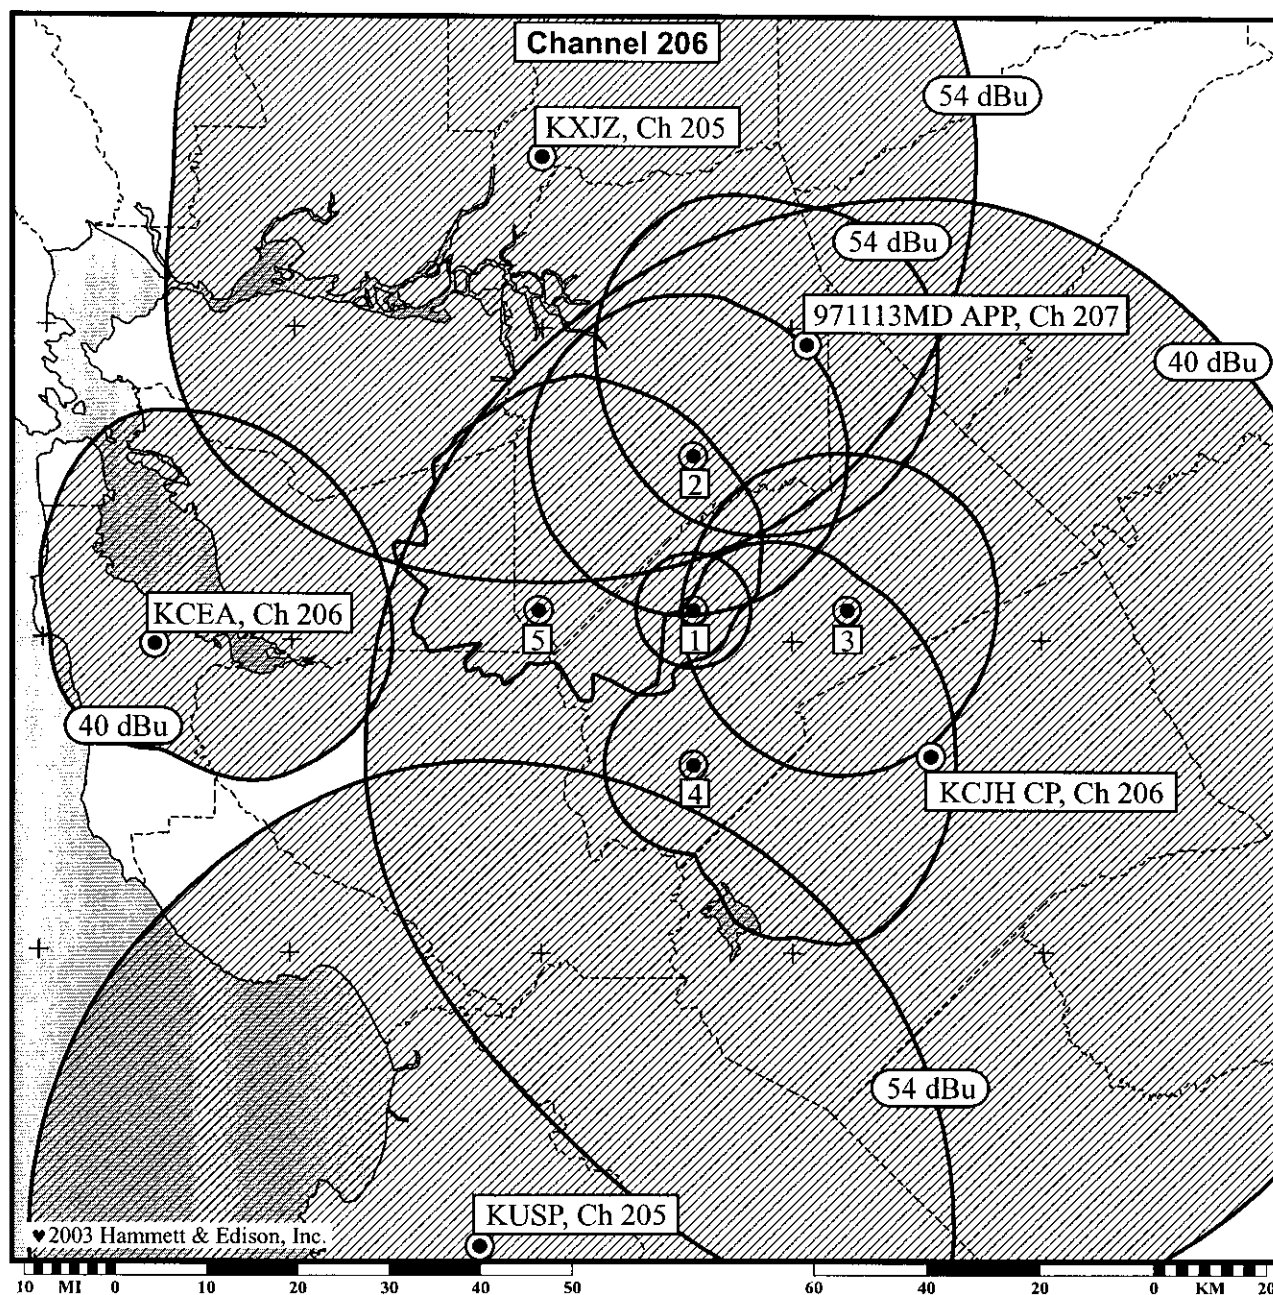 Channel 206
54 dBu
KXJZ, Ch 205
54 dBu
971113MD APP, Ch 207
40 dBu
2
KCEA, Ch 206
5
1
3
40 dBu
4
KCJH CP, Ch 206
54 dBu
KUSP, Ch 205
♥2003 Hammett & Edison, Inc.
10 MI 0 10 20 30 40 50 60 40 20 0 KM 20